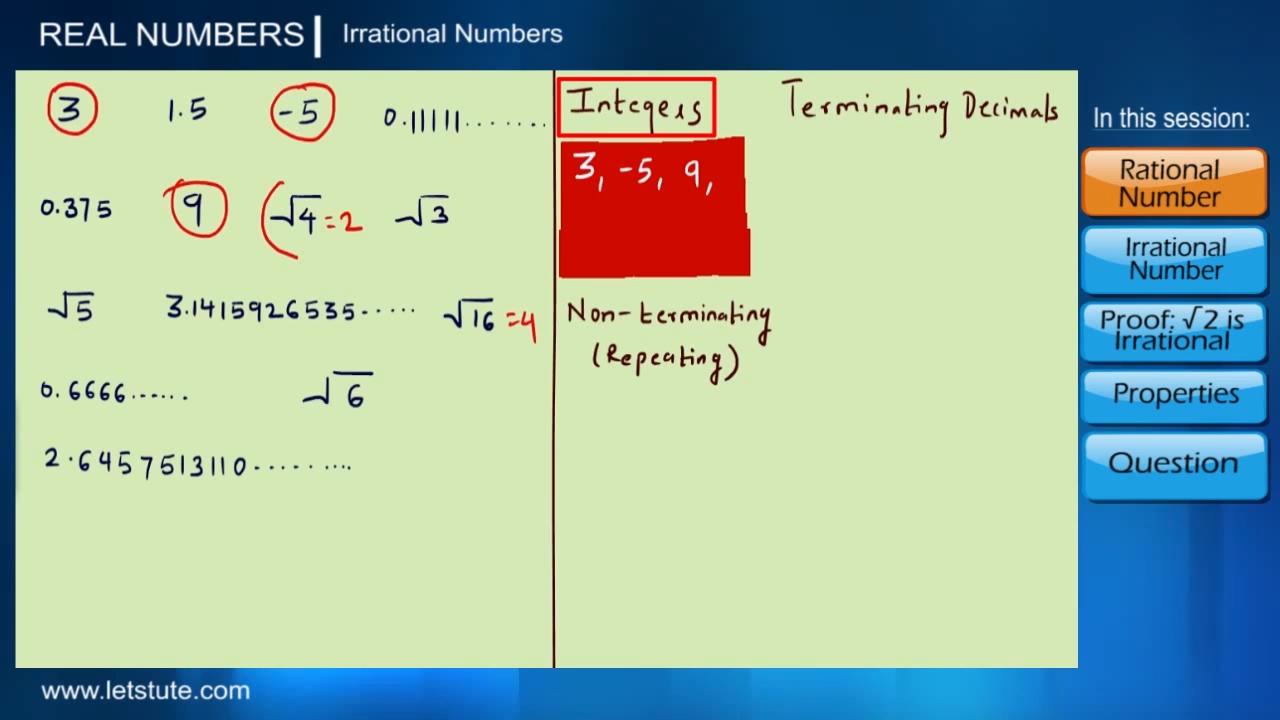 REAL NUMBERS | Irrational Numbers
3 1.5 -5 0.11111........
0.375 9 (√4 = 2 √3
√5 3.1415926535..... √16 = 4
0.6666...... √6
2.6457513110.........
Integers Terminating Decimals
3, -5, 9,
Non-terminating
(Repeating)
In this session:
Rational
Number
Irrational
Number
Proof: √2 is
Irrational
Properties
Question
www.letstute.com